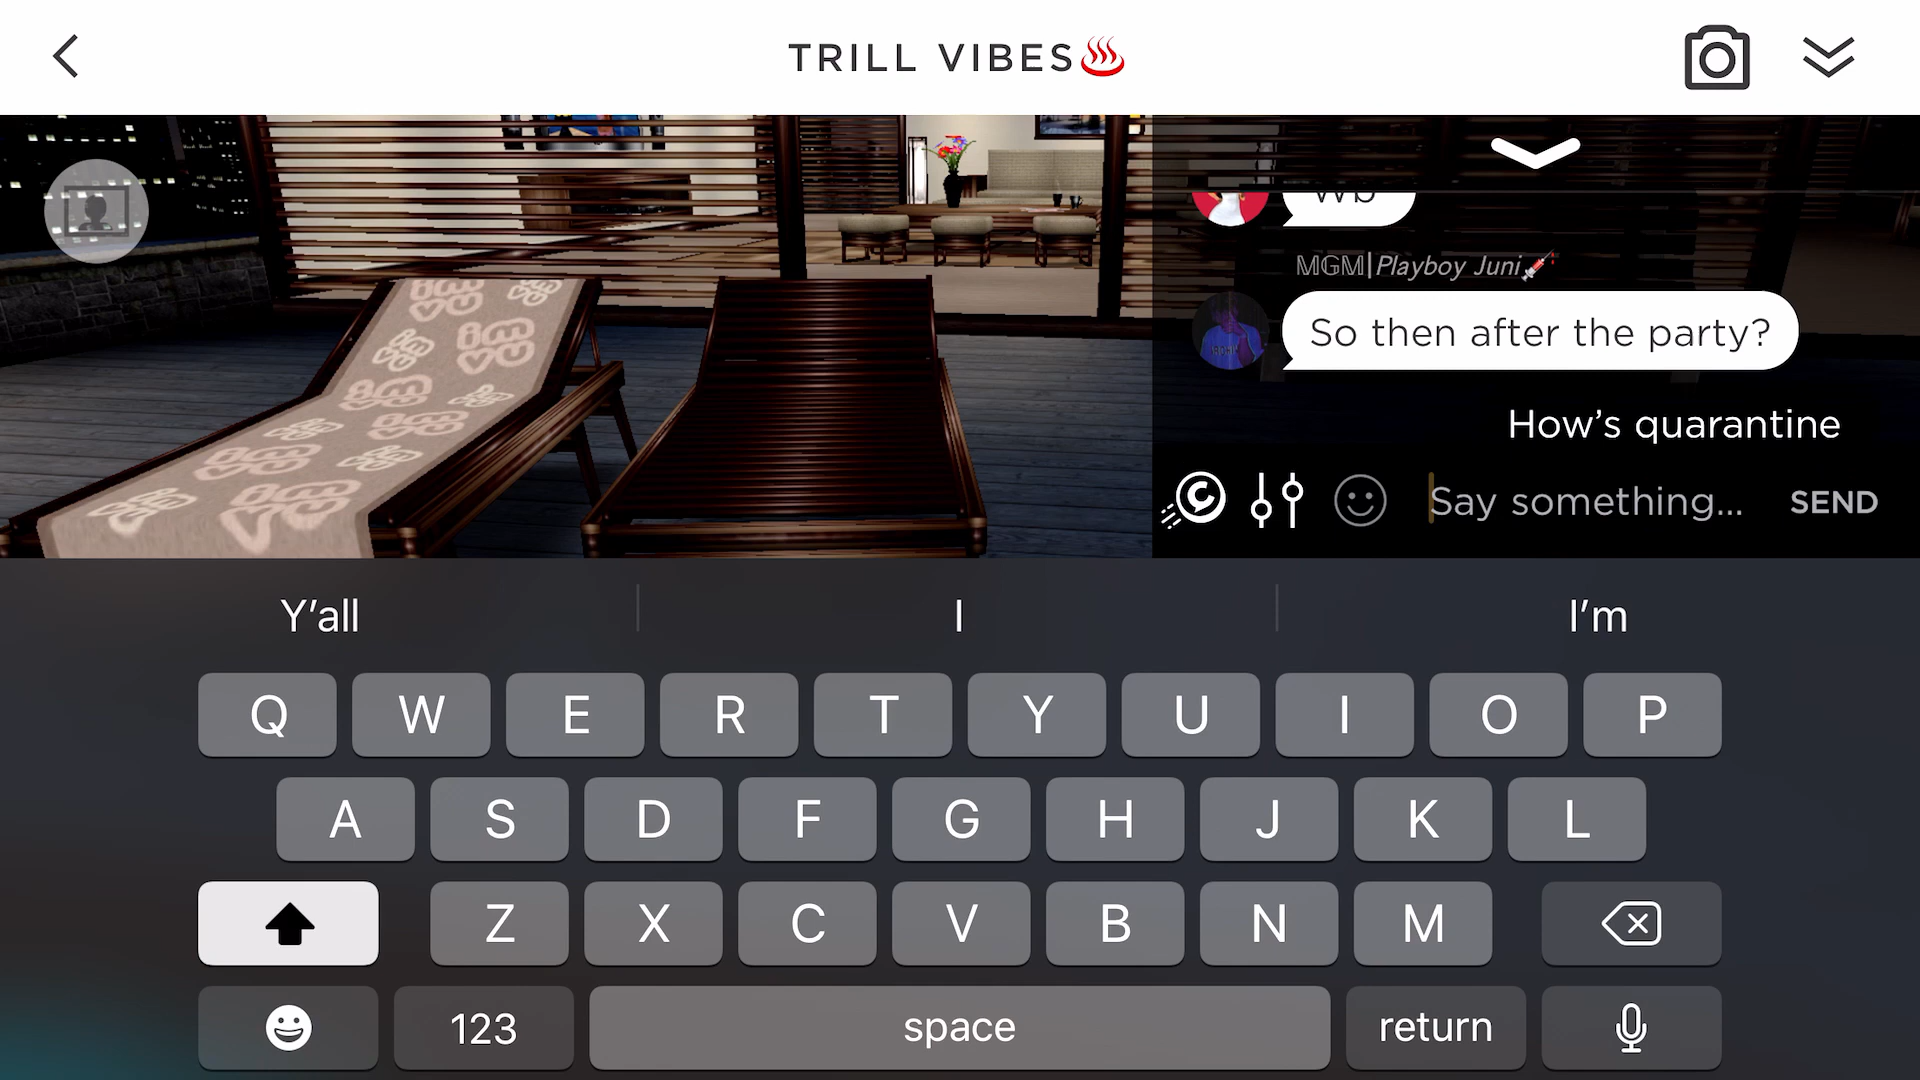 TRILL VIBES♨️
Wb
𝕄𝔾𝕄|Playboy Juni💉
So then after the party?
How’s quarantine
Say something...
SEND
Y’all
I
I’m
Q W E R T Y U I O P
A S D F G H J K L
Z X C V B N M
123
space
return